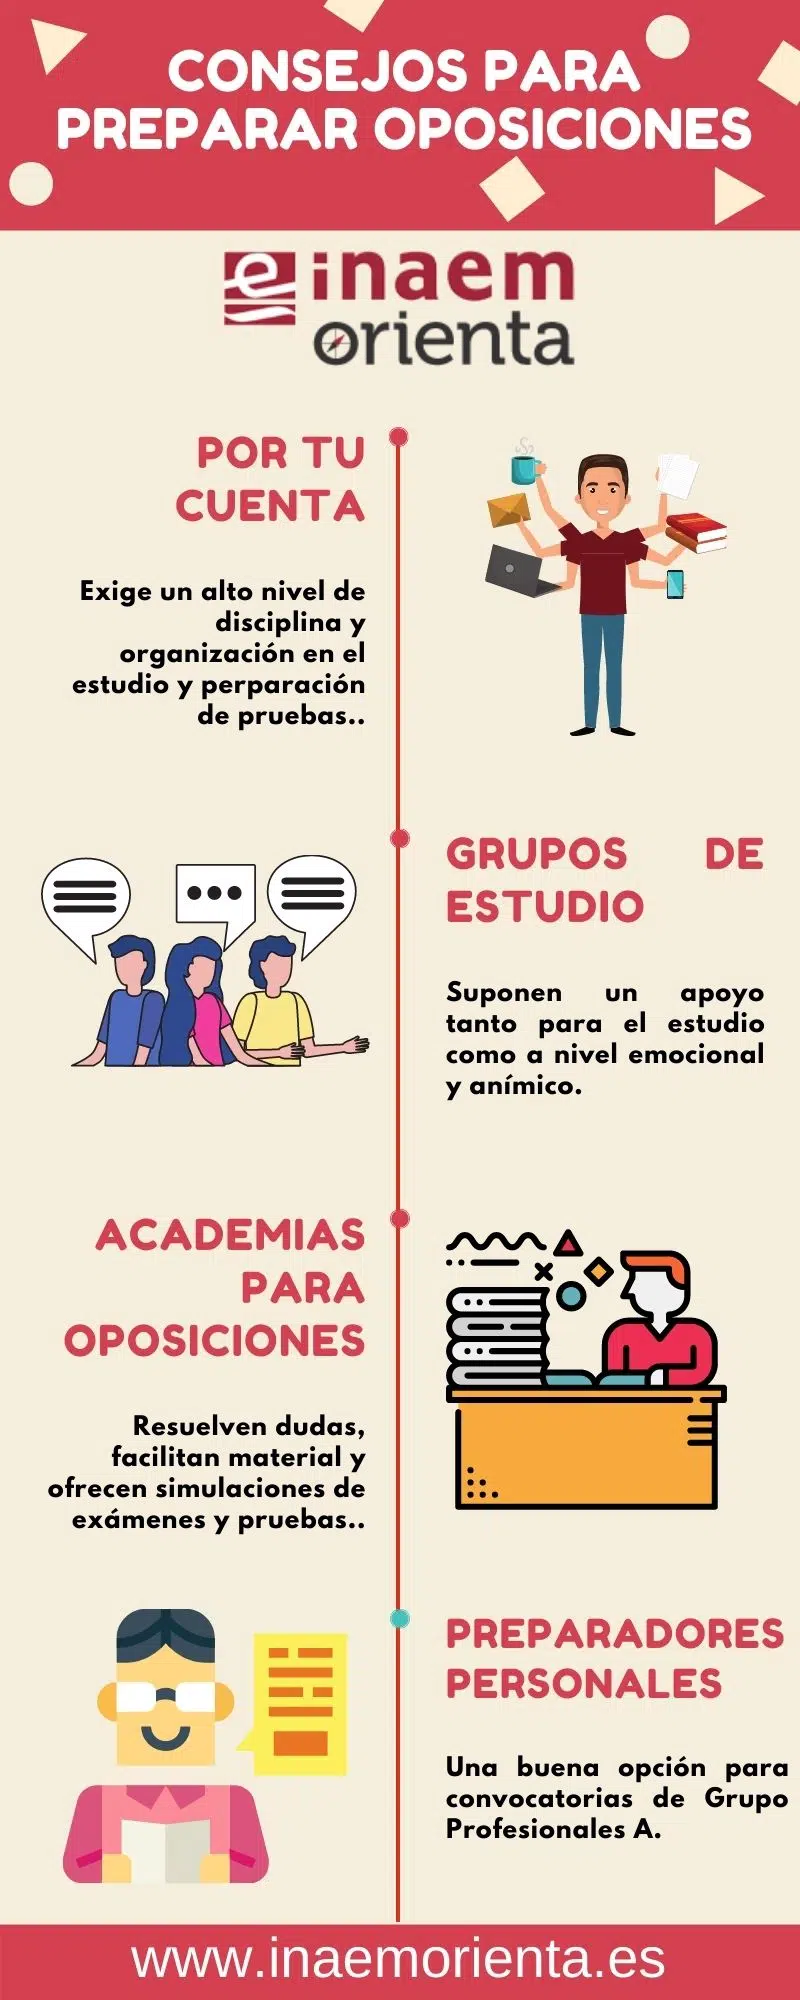 CONSEJOS PARA
PREPARAR OPOSICIONES
e inaem
orienta
POR TU
CUENTA
Exige un alto nivel de
disciplina y
organización en el
estudio y perparación
de pruebas..
GRUPOS DE
ESTUDIO
Suponen un apoyo
tanto para el estudio
como a nivel emocional
y anímico.
ACADEMIAS
PARA
OPOSICIONES
Resuelven dudas,
facilitan material y
ofrecen simulaciones de
exámenes y pruebas..
PREPARADORES
PERSONALES
Una buena opción para
convocatorias de Grupo
Profesionales A.
www.inaemorienta.es